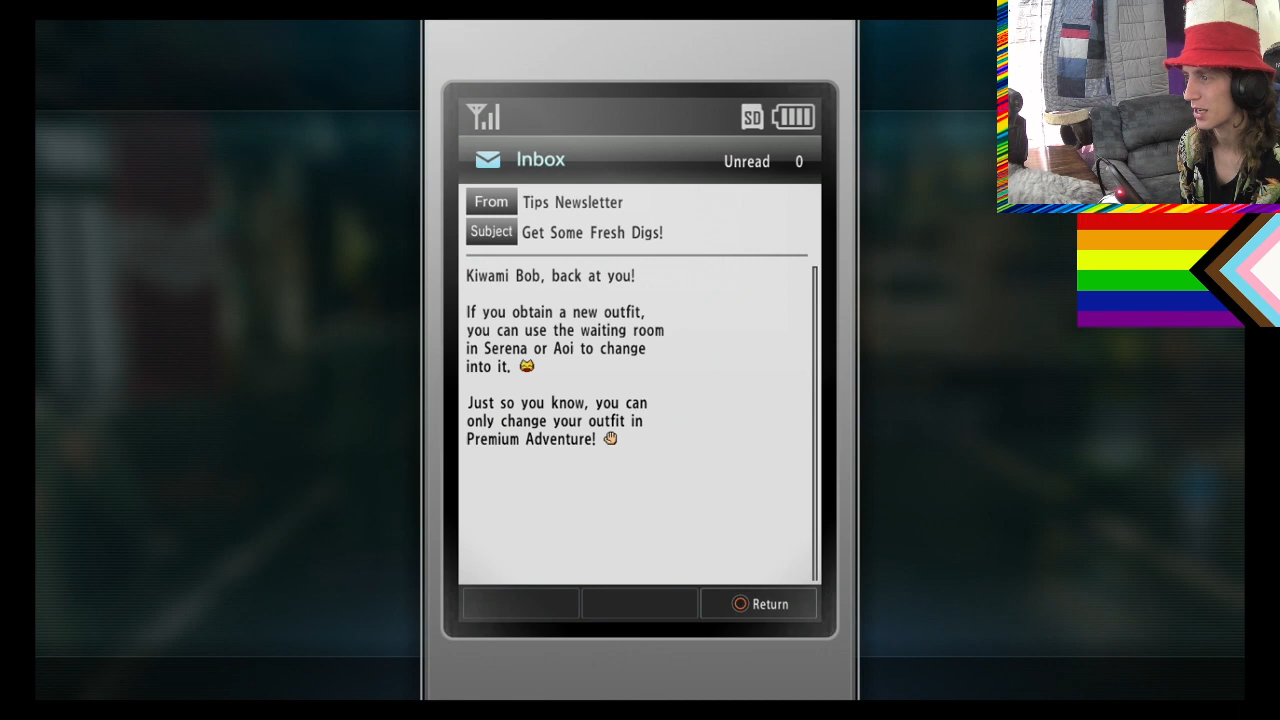 SD
Inbox Unread 0
From Tips Newsletter
Subject Get Some Fresh Digs!
Kiwami Bob, back at you!
If you obtain a new outfit,
you can use the waiting room
in Serena or Aoi to change
into it.
Just so you know, you can
only change your outfit in
Premium Adventure!
Return